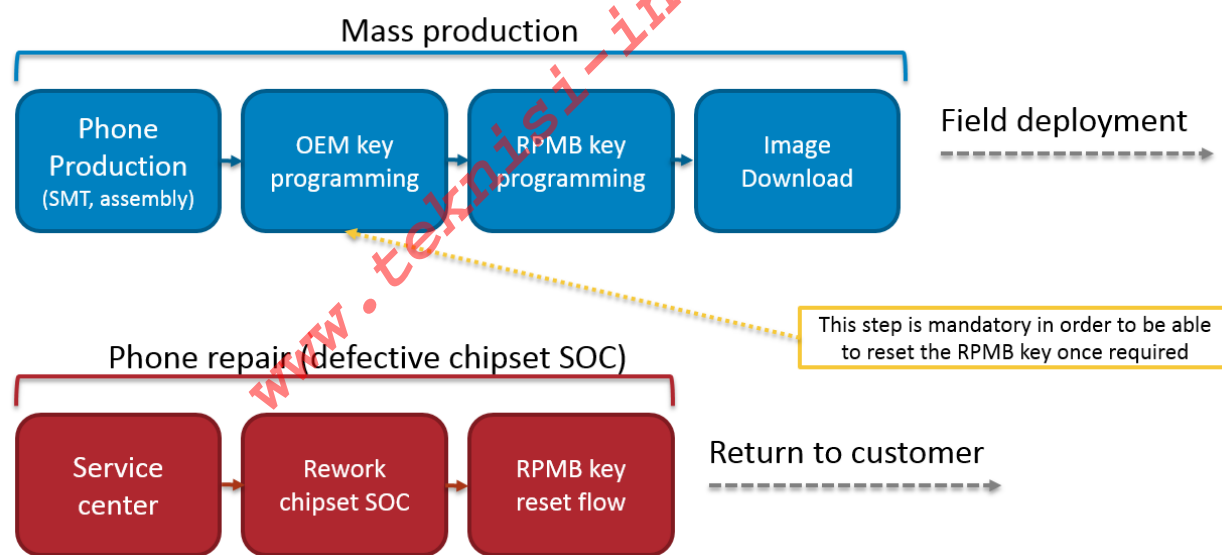 Mass production
Phone
Production
(SMT, assembly)
OEM key
programming
RPMB key
programming
Image
Download
Field deployment
This step is mandatory in order to be able
to reset the RPMB key once required
Phone repair (defective chipset SOC)
Service
center
Rework
chipset SOC
RPMB key
reset flow
Return to customer
www.teknisi-in